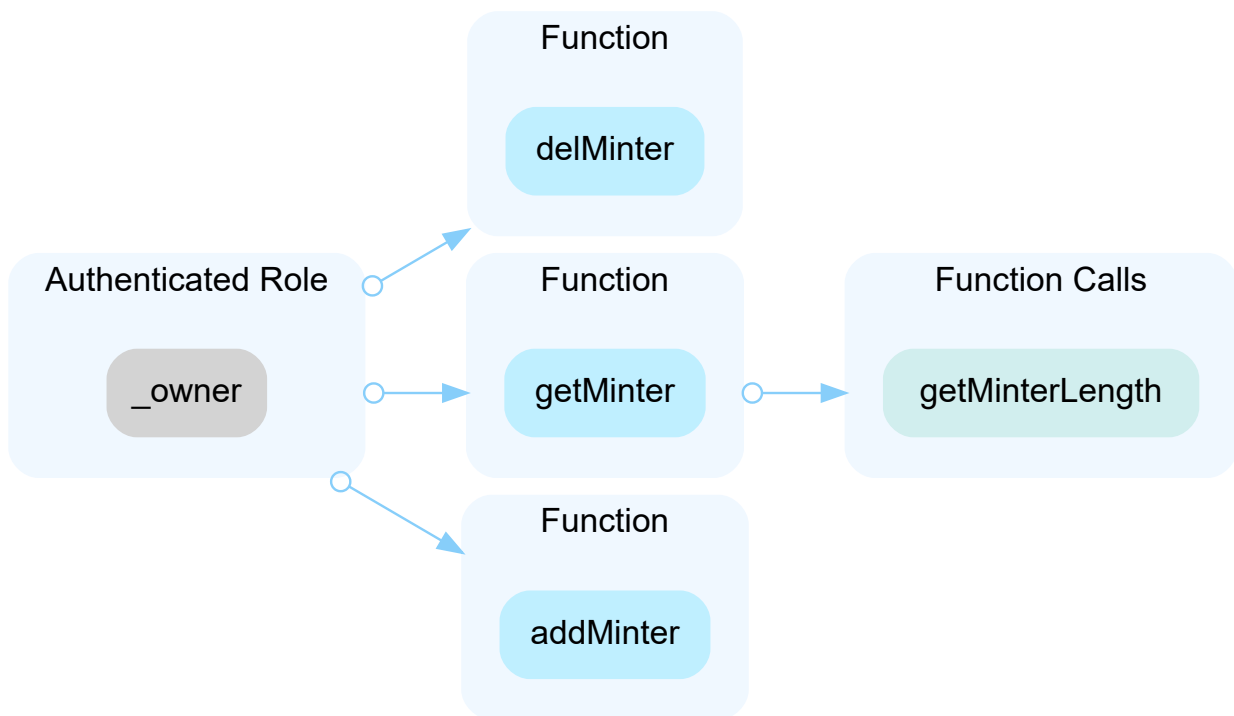 Function
delMinter
Authenticated Role
_owner
Function
getMinter
Function Calls
getMinterLength
Function
addMinter